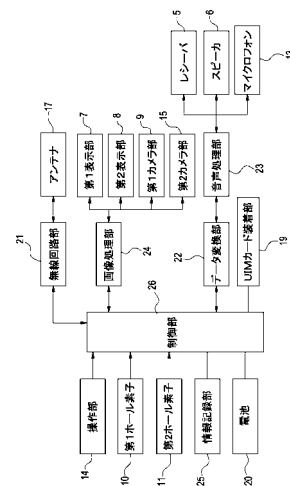 レシーバ
5
スピーカ
6
マイクロフォン
13
アンテナ
17
第1表示部
7
第2表示部
8
第1カメラ部
9
第2カメラ部
15
音声処理部
23
無線回路部
21
画像処理部
24
データ変換部
22
UIMカード装着部
19
制御部
26
操作部
14
第1ホール素子
10
第2ホール素子
11
情報記録部
25
電池
20